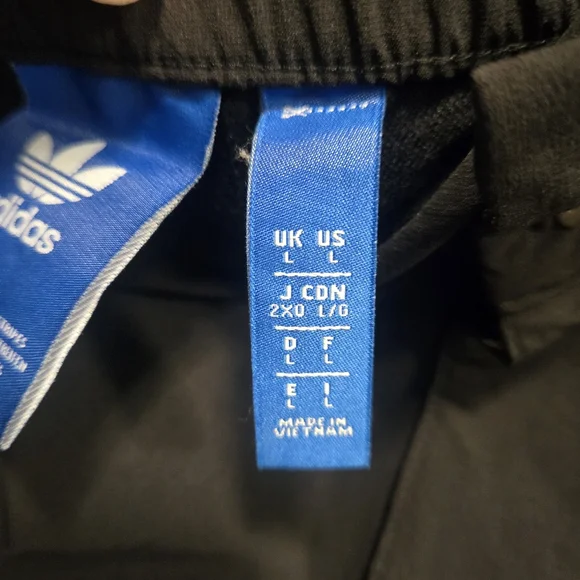 adidas
UK US
L L
J CDN
2XO L/G
D F
L L
E I
L L
MADE IN
VIETNAM